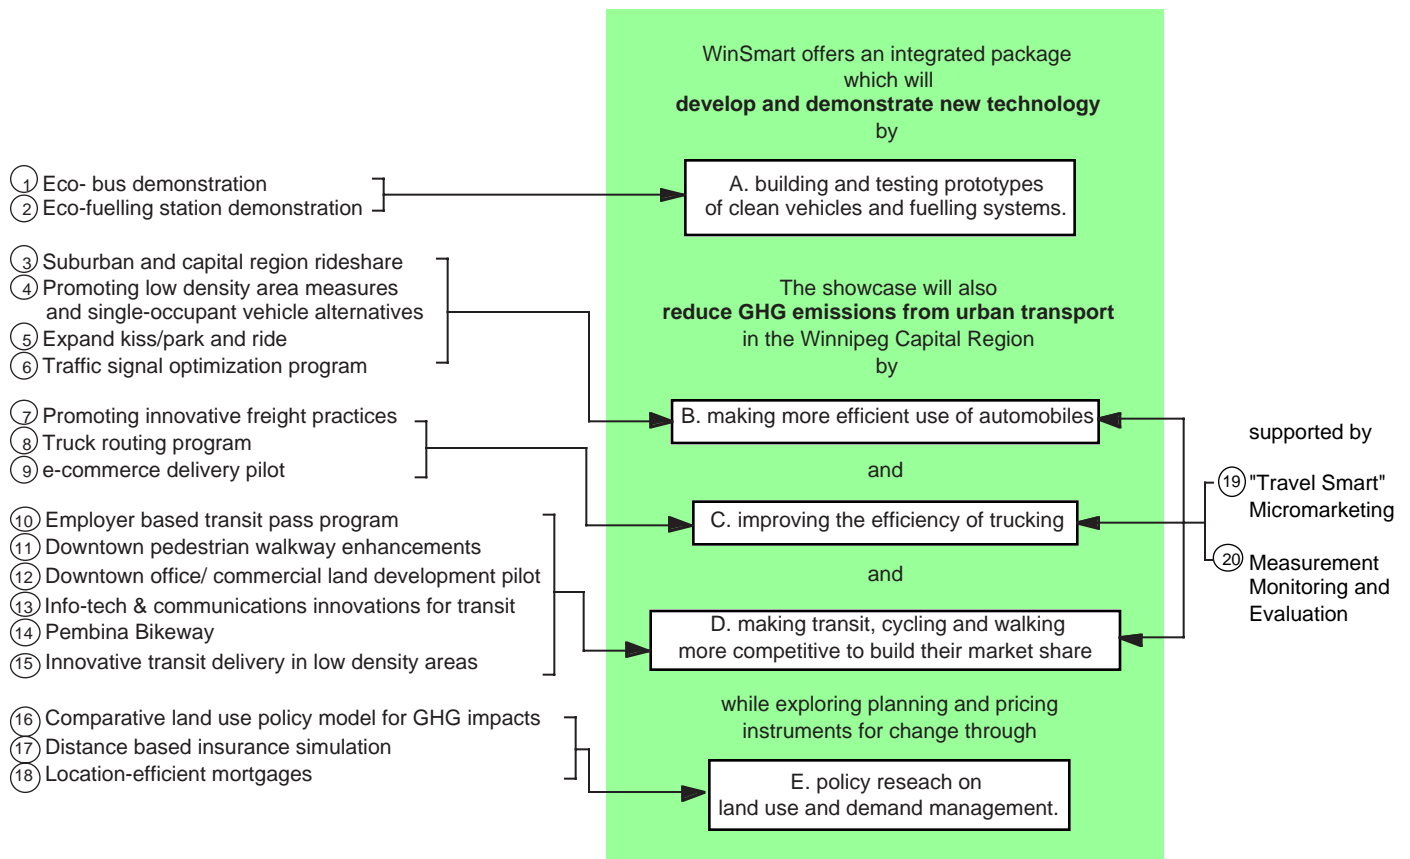 WinSmart offers an integrated package
which will
develop and demonstrate new technology
by
1 Eco- bus demonstration
2 Eco-fuelling station demonstration
A. building and testing prototypes
of clean vehicles and fuelling systems.
3 Suburban and capital region rideshare
4 Promoting low density area measures
and single-occupant vehicle alternatives
5 Expand kiss/park and ride
6 Traffic signal optimization program
The showcase will also
reduce GHG emissions from urban transport
in the Winnipeg Capital Region
by
B. making more efficient use of automobiles
7 Promoting innovative freight practices
8 Truck routing program
9 e-commerce delivery pilot
and
C. improving the efficiency of trucking
and
10 Employer based transit pass program
11 Downtown pedestrian walkway enhancements
12 Downtown office/ commercial land development pilot
13 Info-tech & communications innovations for transit
14 Pembina Bikeway
15 Innovative transit delivery in low density areas
D. making transit, cycling and walking
more competitive to build their market share
supported by
19 "Travel Smart"
Micromarketing
20 Measurement
Monitoring and
Evaluation
while exploring planning and pricing
instruments for change through
16 Comparative land use policy model for GHG impacts
17 Distance based insurance simulation
18 Location-efficient mortgages
E. policy reseach on
land use and demand management.